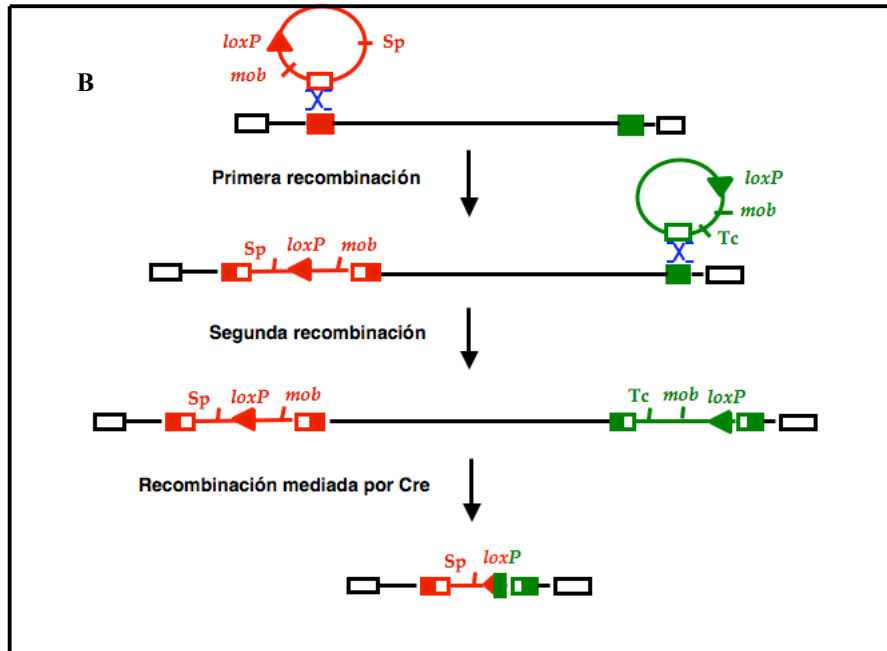 loxP Sp
mob
B
Primera recombinación
loxP
mob
Tc
Sp loxP mob
Segunda recombinación
Sp loxP mob Tc mob loxP
Recombinación mediada por Cre
Sp loxP